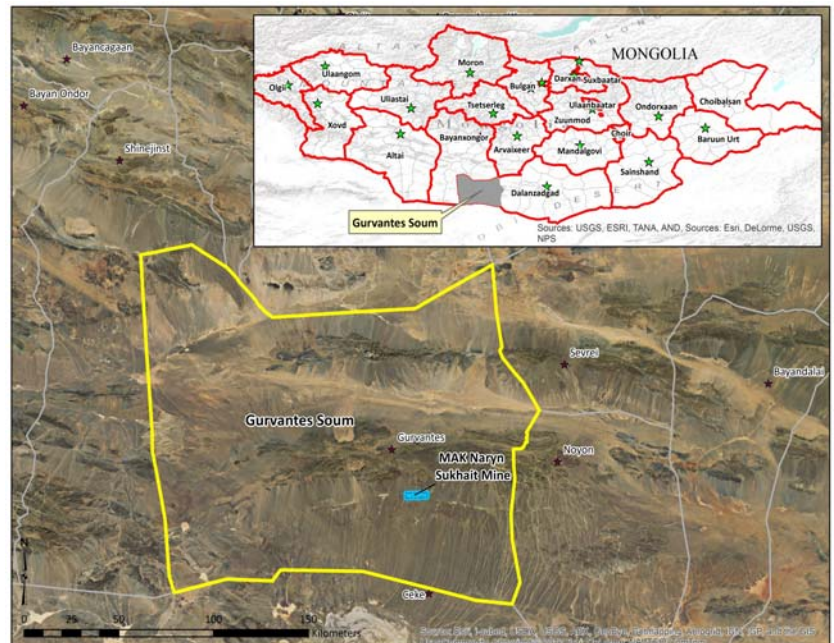 MONGOLIA
Ulaangom
Moron
Darxan
Suxbaatar
Olgii
Bulgan
Uliastai
Tsetserleg
Ulaanbaatar
Ondorxaan
Choibalsan
Xovd
Zuunmod
Bayanxongor
Arvaixeer
Choir
Baruun Urt
Altai
Mandalgovi
Sainshand
Dalanzadgad
Gurvantes Soum
Sources: USGS, ESRI, TANA, AND, Sources: Esri, DeLorme, USGS,
NPS
Bayancagaan
Bayan Ondor
Shinejinst
Sevrei
Bayandalai
Gurvantes Soum
Gurvantes
MAK Naryn
Sukhait Mine
Noyon
Ceke
0 25 50 100 150
Kilometers